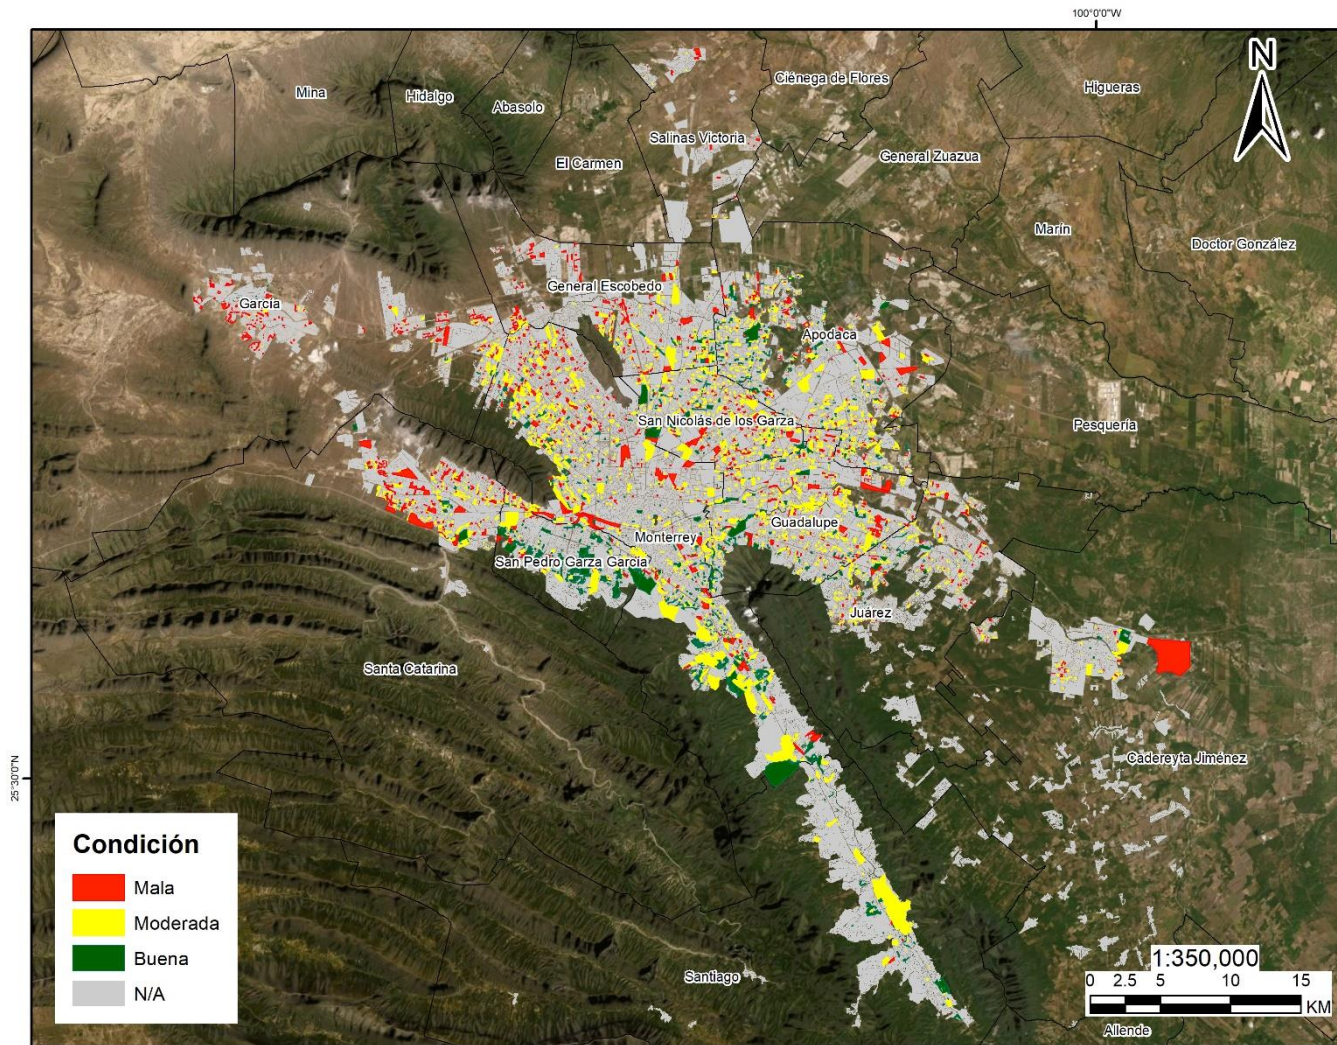 100°0'0"W
N
Ciénega de Flores
Mina
Hidalgo
Abasolo
Higueras
Salinas Victoria
El Carmen
General Zuazua
Marín
Doctor González
General Escobedo
García
Apodaca
San Nicolás de los Garza
Pesquería
Guadalupe
Monterrey
San Pedro Garza García
Juárez
Santa Catarina
Cadereyta Jiménez
25°30'0"N
Condición
Mala
Moderada
Buena
N/A
Santiago
1:350,000
0 2.5 5 10 15
KM
Allende